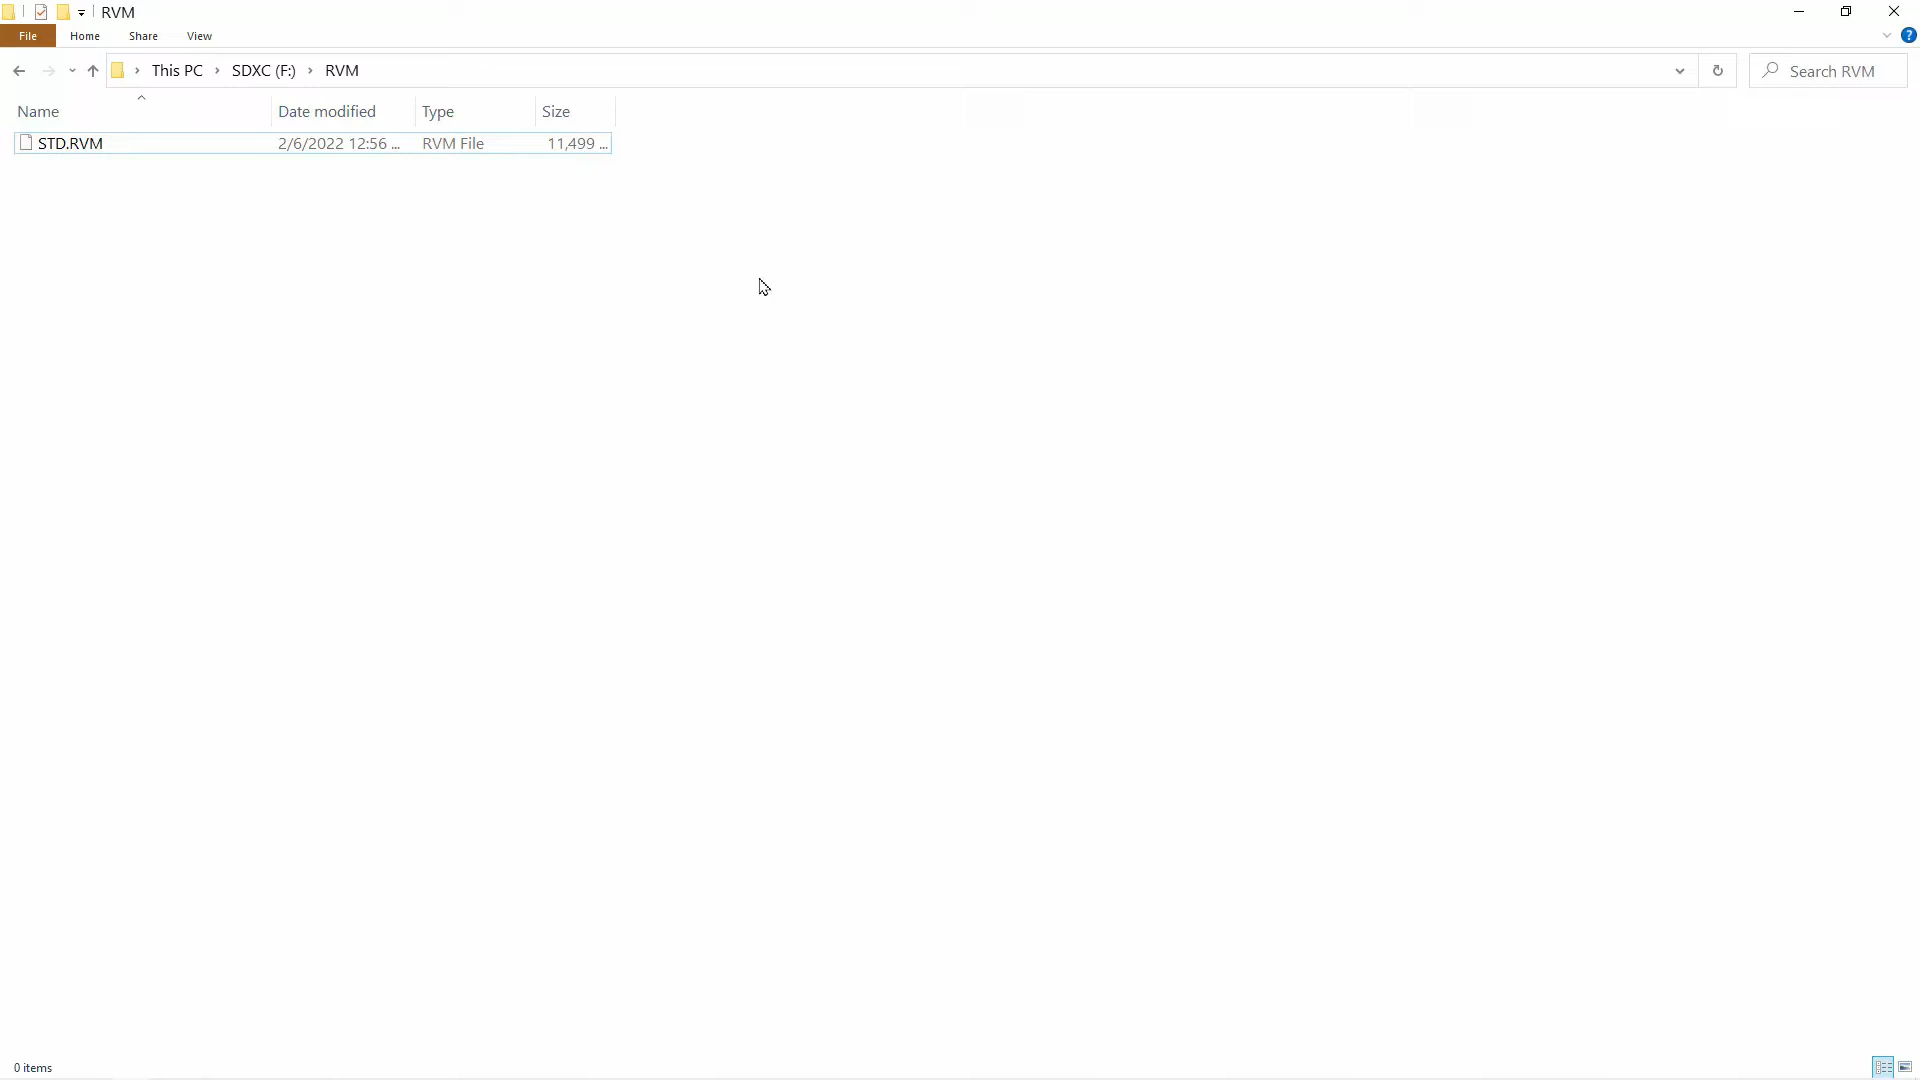 RVM
File Home Share View ?
This PC SDXC (F:) RVM Search RVM
Name Date modified Type Size
STD.RVM 2/6/2022 12:56 ... RVM File 11,499 ...
0 items